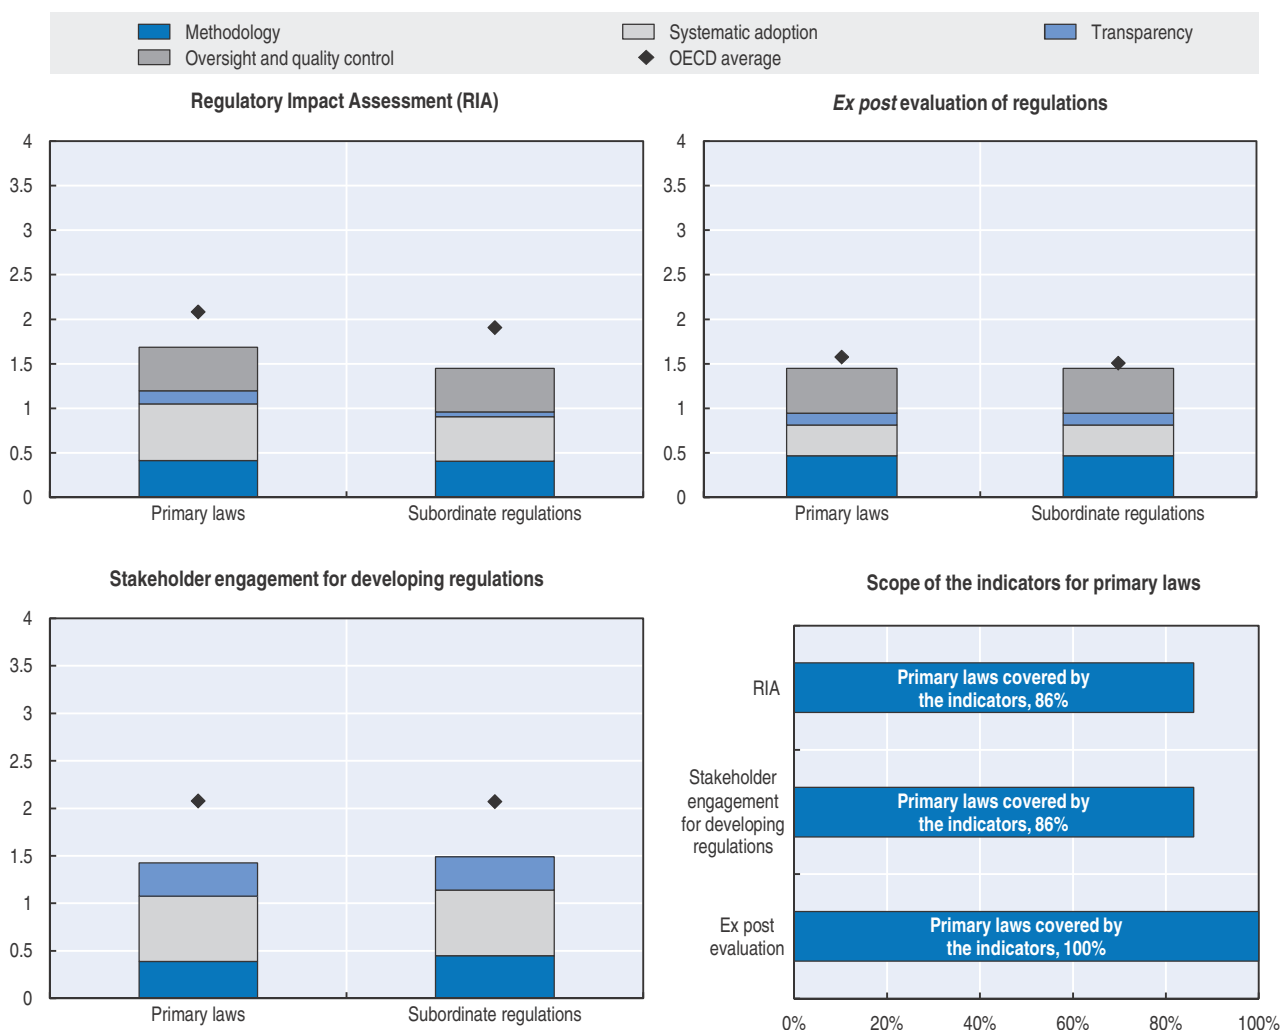 Methodology
Systematic adoption
Transparency
Oversight and quality control
OECD average
Regulatory Impact Assessment (RIA)
4
3.5
3
2.5
2
1.5
1
0.5
0
Primary laws
Subordinate regulations
Ex post evaluation of regulations
4
3.5
3
2.5
2
1.5
1
0.5
0
Primary laws
Subordinate regulations
Stakeholder engagement for developing regulations
4
3.5
3
2.5
2
1.5
1
0.5
0
Primary laws
Subordinate regulations
Scope of the indicators for primary laws
RIA
Primary laws covered by
the indicators, 86%
Stakeholder
engagement
for developing
regulations
Primary laws covered by
the indicators, 86%
Ex post
evaluation
Primary laws covered by
the indicators, 100%
0%
20%
40%
60%
80%
100%